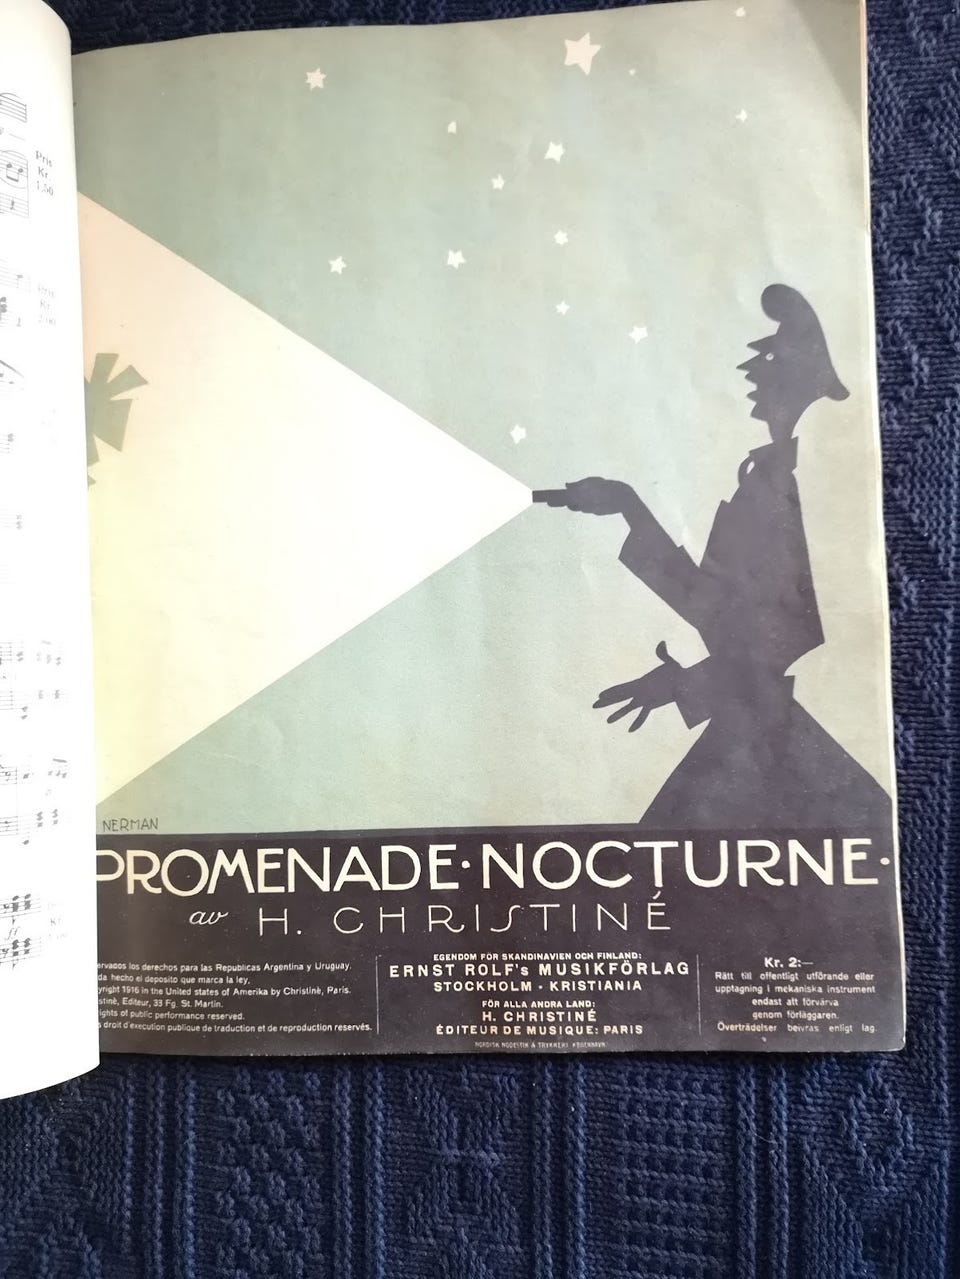 Pris
Kr.
1.50
NERMAN
PROMENADE·NOCTURNE·
av H. CHRISTINÉ
ervados los derechos para las Republicas Argentina y Uruguay.
da hecho el deposito que marca la ley,
yright 1916 in the United states of Amerika by Christinè, Paris.
stinè, Editeur, 33 Fg. St. Martin.
ights of public performance reserved.
s droit d'execution publique de traduction et de reproduction reservés.
EGENDOM FÖR SKANDINAVIEN OCH FINLAND:
ERNST ROLF's MUSIKFÖRLAG
STOCKHOLM - KRISTIANIA
FÖR ALLA ANDRA LAND:
H. CHRISTINÉ
ÉDITEUR DE MUSIQUE: PARIS
Kr. 2:—
Rätt till offentligt utförande eller
upptagning i mekaniska instrument
endast att förvärva
genom förläggaren.
Överträdelser beivras enligt lag.